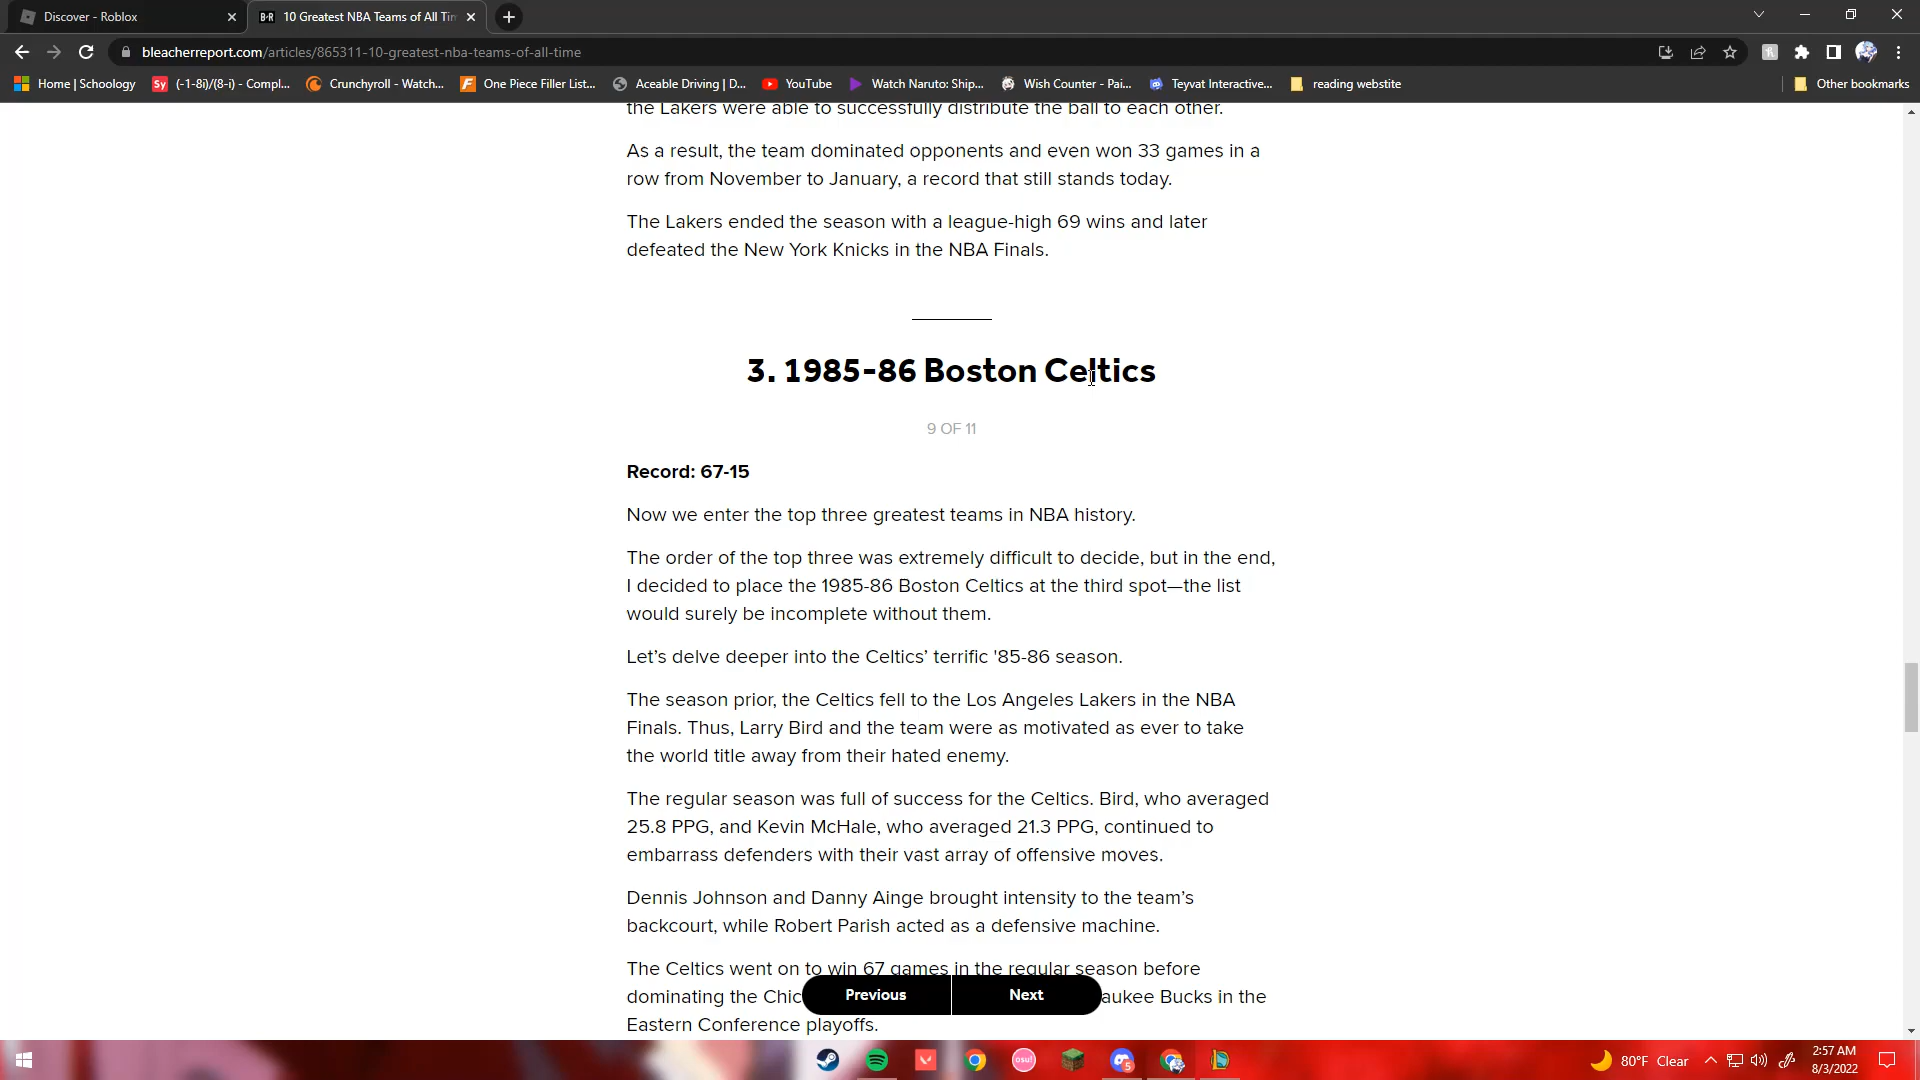 Discover - Roblox
B·R 10 Greatest NBA Teams of All Tim
bleacherreport.com/articles/865311-10-greatest-nba-teams-of-all-time
Home | Schoology
Sy (-1-8i)/(8-i) - Compl...
Crunchyroll - Watch...
F One Piece Filler List...
Aceable Driving | D...
YouTube
Watch Naruto: Ship...
Wish Counter - Pai...
Teyvat Interactive...
reading webstite
Other bookmarks
the Lakers were able to successfully distribute the ball to each other.
As a result, the team dominated opponents and even won 33 games in a
row from November to January, a record that still stands today.
The Lakers ended the season with a league-high 69 wins and later
defeated the New York Knicks in the NBA Finals.
3. 1985-86 Boston Celtics
9 OF 11
Record: 67-15
Now we enter the top three greatest teams in NBA history.
The order of the top three was extremely difficult to decide, but in the end,
I decided to place the 1985-86 Boston Celtics at the third spot—the list
would surely be incomplete without them.
Let’s delve deeper into the Celtics’ terrific '85-86 season.
The season prior, the Celtics fell to the Los Angeles Lakers in the NBA
Finals. Thus, Larry Bird and the team were as motivated as ever to take
the world title away from their hated enemy.
The regular season was full of success for the Celtics. Bird, who averaged
25.8 PPG, and Kevin McHale, who averaged 21.3 PPG, continued to
embarrass defenders with their vast array of offensive moves.
Dennis Johnson and Danny Ainge brought intensity to the team’s
backcourt, while Robert Parish acted as a defensive machine.
The Celtics went on to win 67 games in the regular season before
dominating the Chic aukee Bucks in the
Eastern Conference playoffs.
Previous
Next
osu!
5
80°F Clear
2:57 AM
8/3/2022